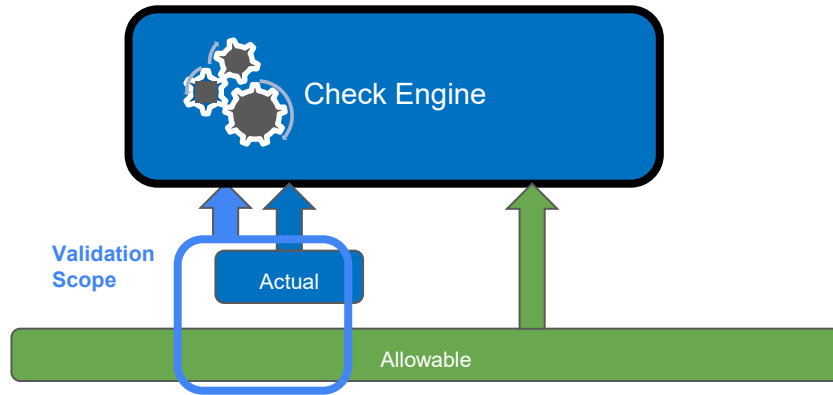 Check Engine
Validation
Scope
Actual
Allowable